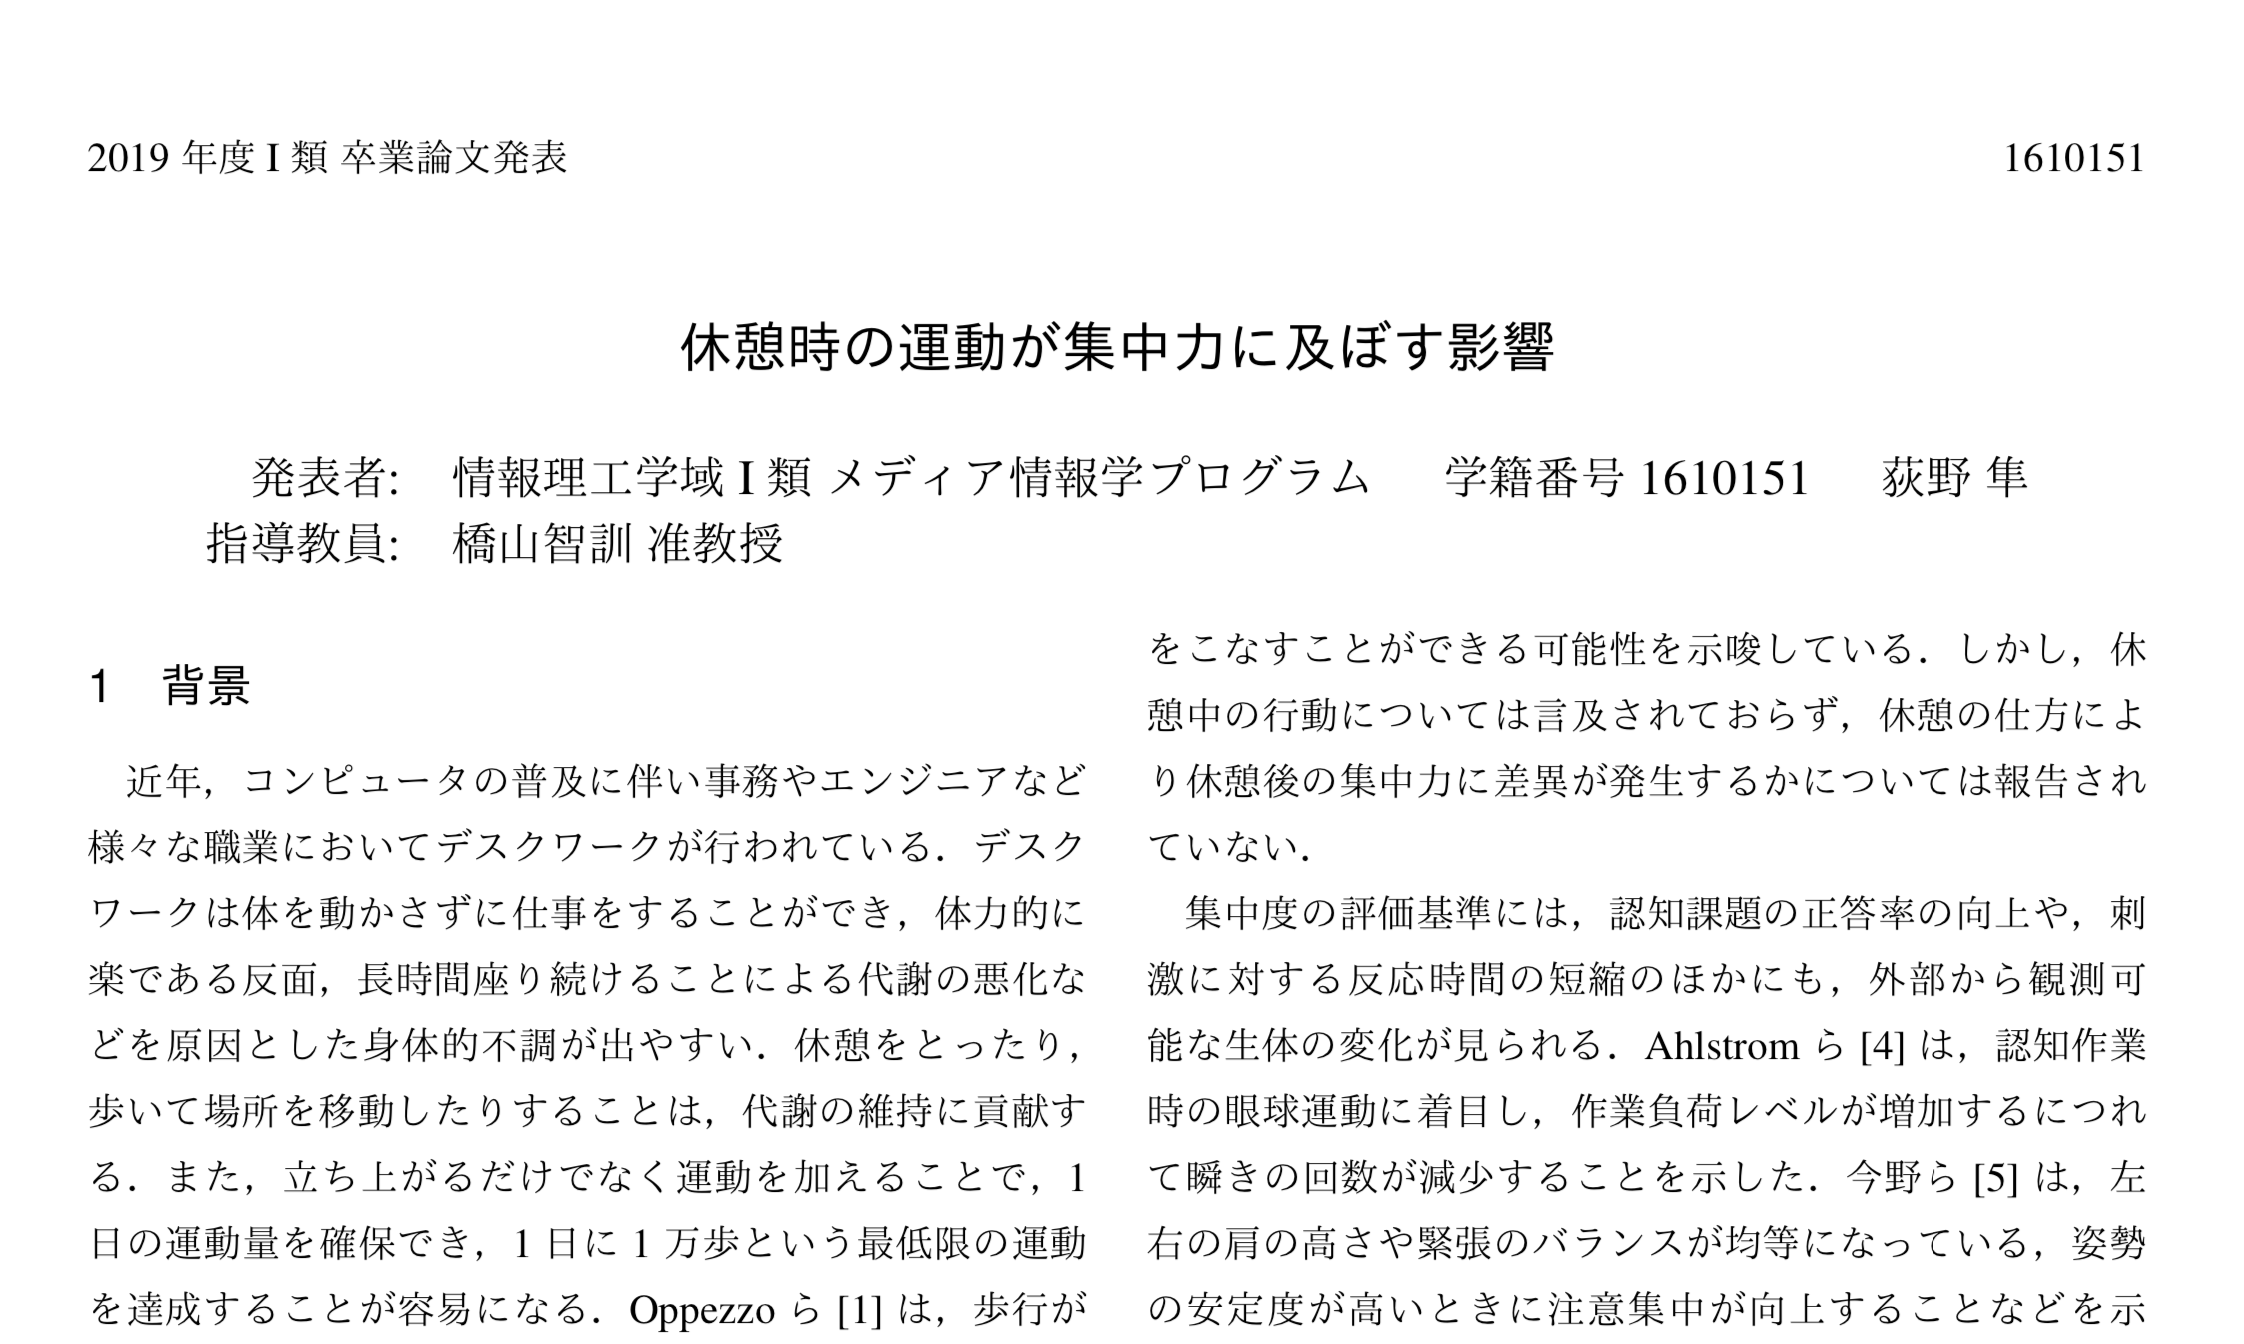 2019 年度 I 類 卒業論文発表
1610151
休憩時の運動が集中力に及ぼす影響
発表者: 情報理工学域 I 類 メディア情報学プログラム 学籍番号 1610151 荻野 隼
指導教員: 橋山智訓 准教授
1 背景
近年，コンピュータの普及に伴い事務やエンジニアなど
様々な職業においてデスクワークが行われている．デスク
ワークは体を動かさずに仕事をすることができ，体力的に
楽である反面，長時間座り続けることによる代謝の悪化な
どを原因とした身体的不調が出やすい．休憩をとったり，
歩いて場所を移動したりすることは，代謝の維持に貢献す
る．また，立ち上がるだけでなく運動を加えることで，1
日の運動量を確保でき，1 日に 1 万歩という最低限の運動
を達成することが容易になる．Oppezzo ら [1] は，歩行が
をこなすことができる可能性を示唆している．しかし，休
憩中の行動については言及されておらず，休憩の仕方によ
り休憩後の集中力に差異が発生するかについては報告され
ていない．
集中度の評価基準には，認知課題の正答率の向上や，刺
激に対する反応時間の短縮のほかにも，外部から観測可
能な生体の変化が見られる．Ahlstrom ら [4] は，認知作業
時の眼球運動に着目し，作業負荷レベルが増加するにつれ
て瞬きの回数が減少することを示した．今野ら [5] は，左
右の肩の高さや緊張のバランスが均等になっている，姿勢
の安定度が高いときに注意集中が向上することなどを示